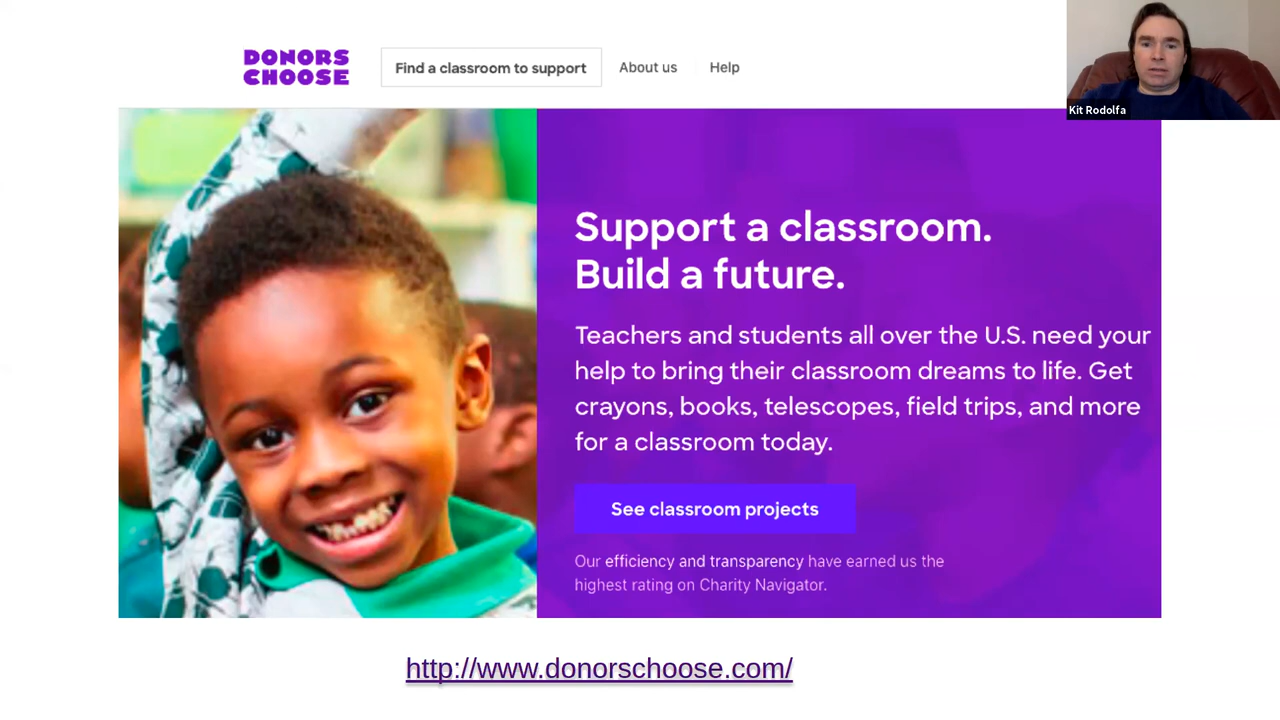 DONORS
CHOOSE
Find a classroom to support
About us
Help
Kit Rodolfa
Support a classroom.
Build a future.
Teachers and students all over the U.S. need your
help to bring their classroom dreams to life. Get
crayons, books, telescopes, field trips, and more
for a classroom today.
See classroom projects
Our efficiency and transparency have earned us the
highest rating on Charity Navigator.
http://www.donorschoose.com/